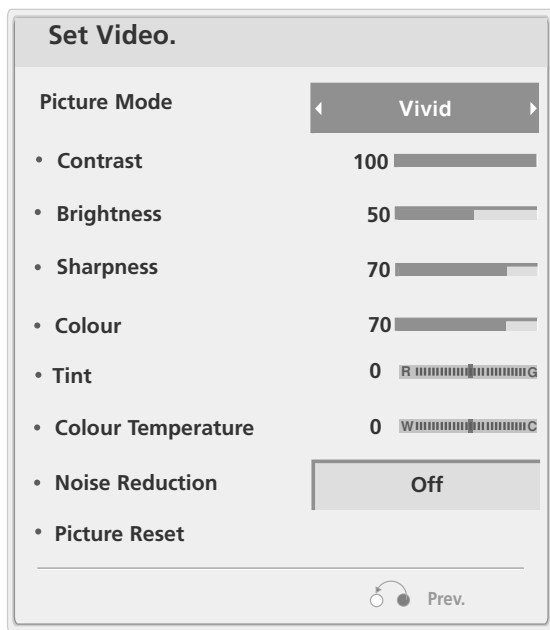 Set Video.
Picture Mode Vivid
• Contrast 100
• Brightness 50
• Sharpness 70
• Colour 70
• Tint 0 R G
• Colour Temperature 0 W C
• Noise Reduction Off
• Picture Reset
Prev.